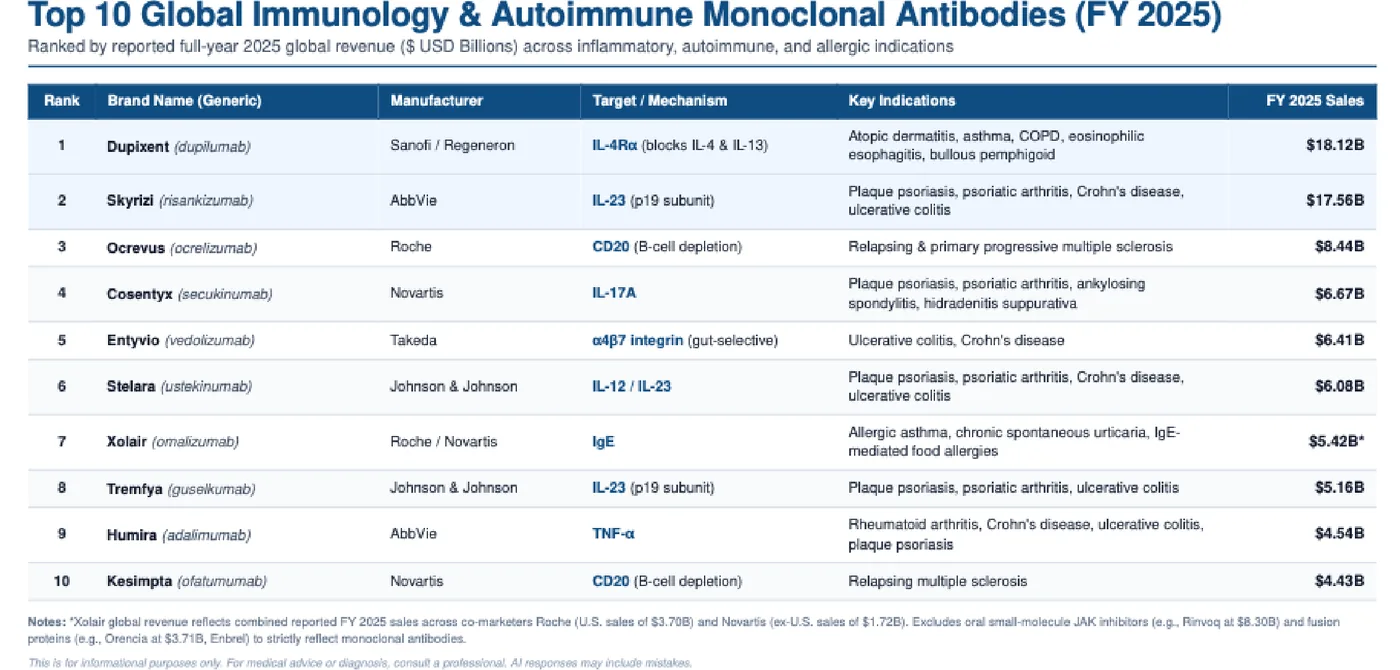 Top 10 Global Immunology & Autoimmune Monoclonal Antibodies (FY 2025)
Ranked by reported full-year 2025 global revenue ($ USD Billions) across inflammatory, autoimmune, and allergic indications
Rank Brand Name (Generic) Manufacturer Target / Mechanism Key Indications FY 2025 Sales
1 Dupixent (dupilumab) Sanofi / Regeneron IL-4Rα (blocks IL-4 & IL-13) Atopic dermatitis, asthma, COPD, eosinophilic
esophagitis, bullous pemphigoid $18.12B
2 Skyrizi (risankizumab) AbbVie IL-23 (p19 subunit) Plaque psoriasis, psoriatic arthritis, Crohn's disease,
ulcerative colitis $17.56B
3 Ocrevus (ocrelizumab) Roche CD20 (B-cell depletion) Relapsing & primary progressive multiple sclerosis $8.44B
4 Cosentyx (secukinumab) Novartis IL-17A Plaque psoriasis, psoriatic arthritis, ankylosing
spondylitis, hidradenitis suppurativa $6.67B
5 Entyvio (vedolizumab) Takeda α4β7 integrin (gut-selective) Ulcerative colitis, Crohn's disease $6.41B
6 Stelara (ustekinumab) Johnson & Johnson IL-12 / IL-23 Plaque psoriasis, psoriatic arthritis, Crohn's disease,
ulcerative colitis $6.08B
7 Xolair (omalizumab) Roche / Novartis IgE Allergic asthma, chronic spontaneous urticaria, IgE-
mediated food allergies $5.42B*
8 Tremfya (guselkumab) Johnson & Johnson IL-23 (p19 subunit) Plaque psoriasis, psoriatic arthritis, ulcerative colitis $5.16B
9 Humira (adalimumab) AbbVie TNF-α Rheumatoid arthritis, Crohn's disease, ulcerative colitis,
plaque psoriasis $4.54B
10 Kesimpta (ofatumumab) Novartis CD20 (B-cell depletion) Relapsing multiple sclerosis $4.43B
Notes: *Xolair global revenue reflects combined reported FY 2025 sales across co-marketers Roche (U.S. sales of $3.70B) and Novartis (ex-U.S. sales of $1.72B). Excludes oral small-molecule JAK inhibitors (e.g., Rinvoq at $8.30B) and fusion
proteins (e.g., Orencia at $3.71B, Enbrel) to strictly reflect monoclonal antibodies.
This is for informational purposes only. For medical advice or diagnosis, consult a professional. AI responses may include mistakes.